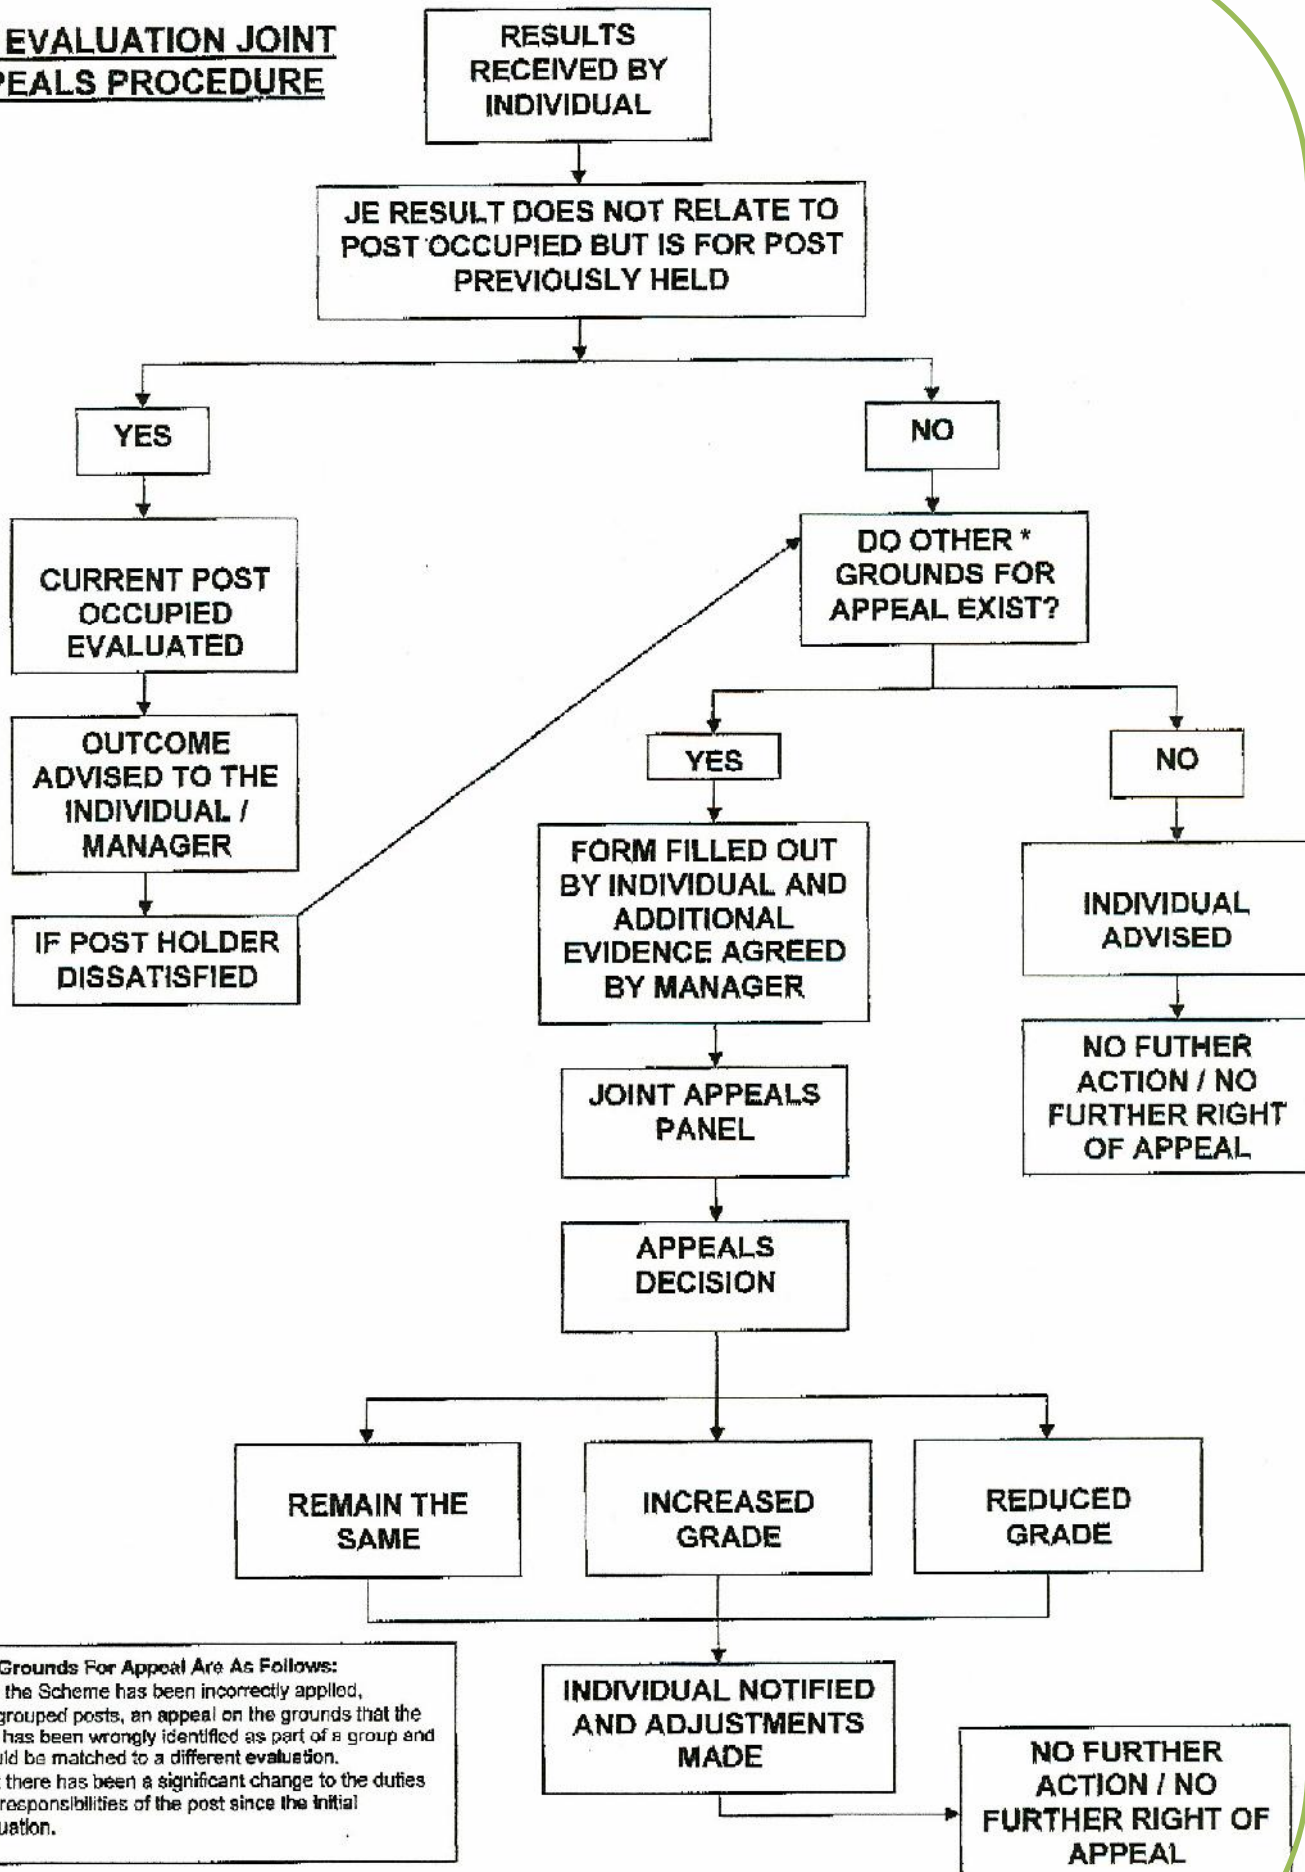 EVALUATION JOINT
PEALS PROCEDURE
RESULTS
RECEIVED BY
INDIVIDUAL
JE RESULT DOES NOT RELATE TO
POST OCCUPIED BUT IS FOR POST
PREVIOUSLY HELD
YES
NO
CURRENT POST
OCCUPIED
EVALUATED
DO OTHER *
GROUNDS FOR
APPEAL EXIST?
OUTCOME
ADVISED TO THE
INDIVIDUAL /
MANAGER
YES
NO
IF POST HOLDER
DISSATISFIED
FORM FILLED OUT
BY INDIVIDUAL AND
ADDITIONAL
EVIDENCE AGREED
BY MANAGER
INDIVIDUAL
ADVISED
NO FUTHER
ACTION / NO
FURTHER RIGHT
OF APPEAL
JOINT APPEALS
PANEL
APPEALS
DECISION
REMAIN THE
SAME
INCREASED
GRADE
REDUCED
GRADE
Grounds For Appeal Are As Follows:
the Scheme has been incorrectly applied,
grouped posts, an appeal on the grounds that the
has been wrongly identified as part of a group and
uld be matched to a different evaluation.
t there has been a significant change to the duties
responsibilities of the post since the initial
uation.
INDIVIDUAL NOTIFIED
AND ADJUSTMENTS
MADE
NO FURTHER
ACTION / NO
FURTHER RIGHT OF
APPEAL